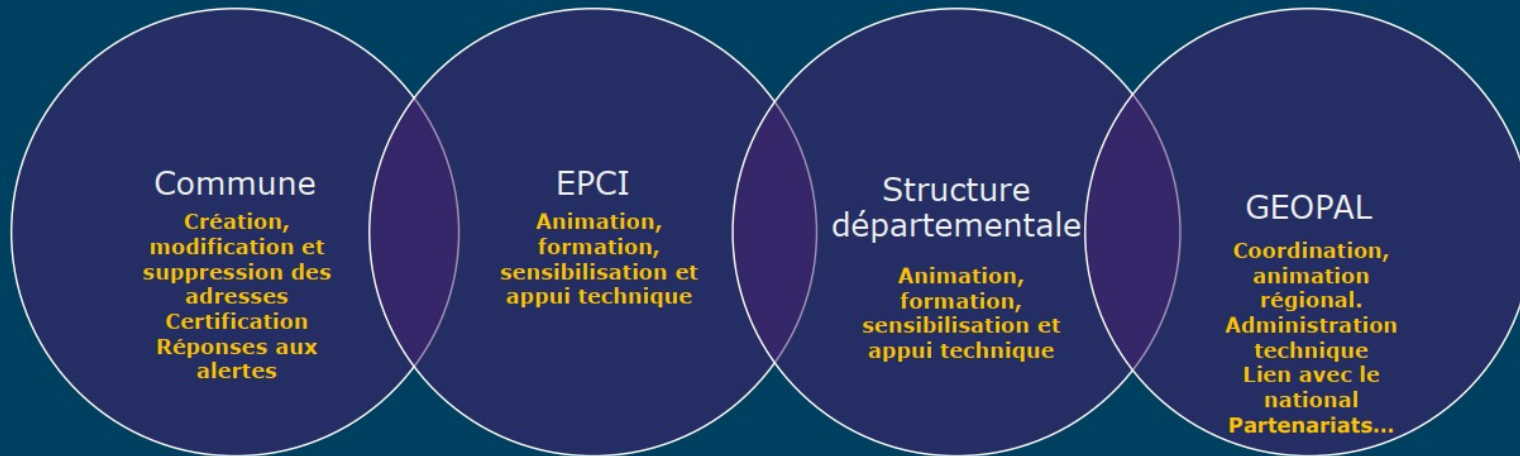 Commune
Création,
modification et
suppression des
adresses
Certification
Réponses aux
alertes
EPCI
Animation,
formation,
sensibilisation et
appui technique
Structure
départementale
Animation,
formation,
sensibilisation et
appui technique
GEOPAL
Coordination,
animation
régional.
Administration
technique
Lien avec le
national
Partenariats...